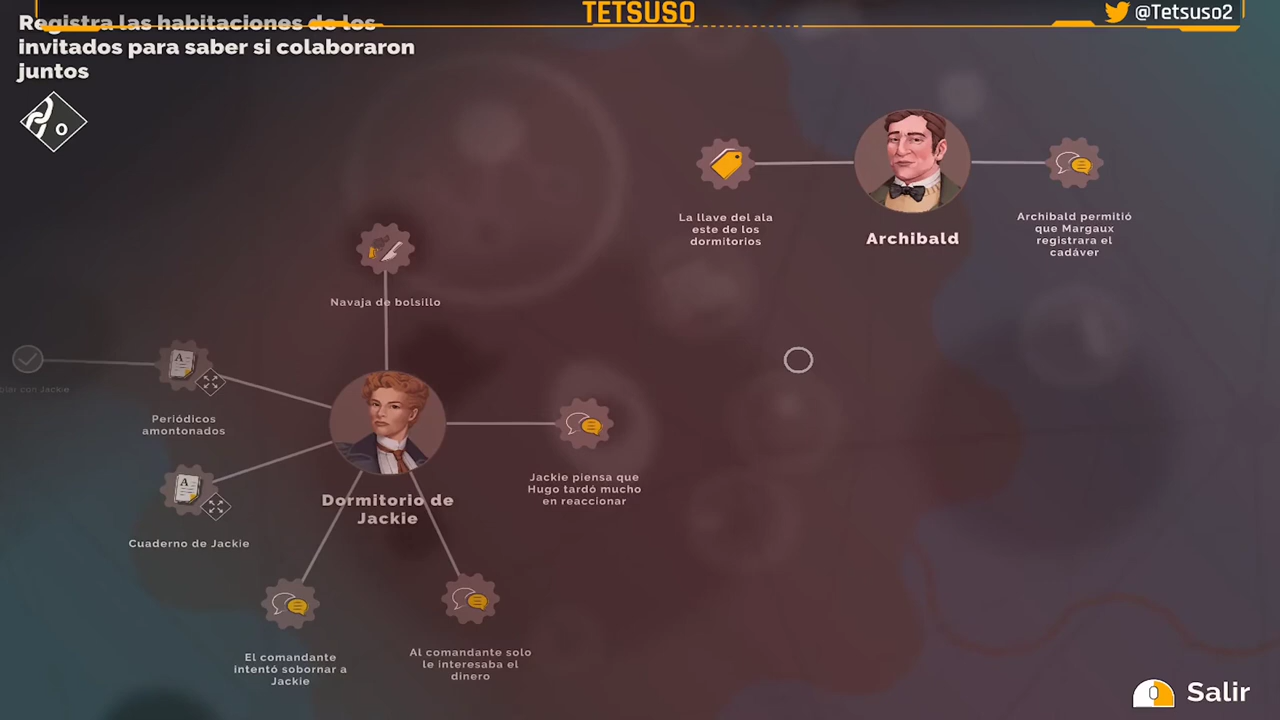 TETSUSO
@Tetsuso2
Registra las habitaciones de los
invitados para saber si colaboraron
juntos
0
La llave del ala
este de los
dormitorios
Archibald
Archibald permitió
que Margaux
registrara el
cadáver
Navaja de bolsillo
con Jackie
A
Periódicos
amontonados
Jackie piensa que
Hugo tardó mucho
en reaccionar
Dormitorio de
Jackie
A
Cuaderno de Jackie
El comandante
intentó sobornar a
Jackie
Al comandante solo
le interesaba el
dinero
Salir